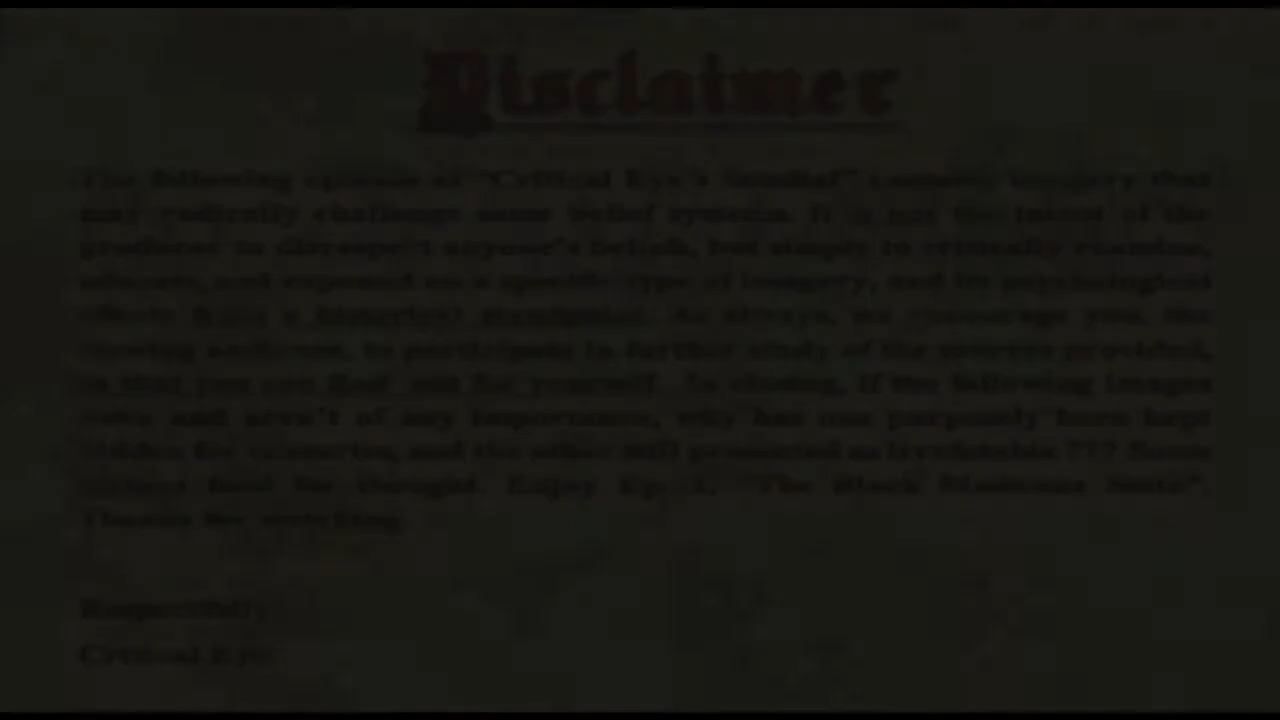 Disclaimer
The following episode of "Critical Eye's Sundial" contains imagery that
may radically challenge some belief systems. It is not the intent of the
producer to disrespect anyone's beliefs, but simply to critically examine,
educate, and expound on a specific type of imagery, and its psychological
effects from a historical standpoint. As always, we encourage you, the
viewing audience, to participate in further study of the sources provided,
so that you can find out for yourself. In closing, if the following images
were and aren't of any importance, why has one purposely been kept
hidden for centuries, and the other still promoted as irrefutable ??? Some
serious food for thought. Enjoy Ep. 1, "The Black Madonna
Thanks for watching.
Respectfully
Critical Eye